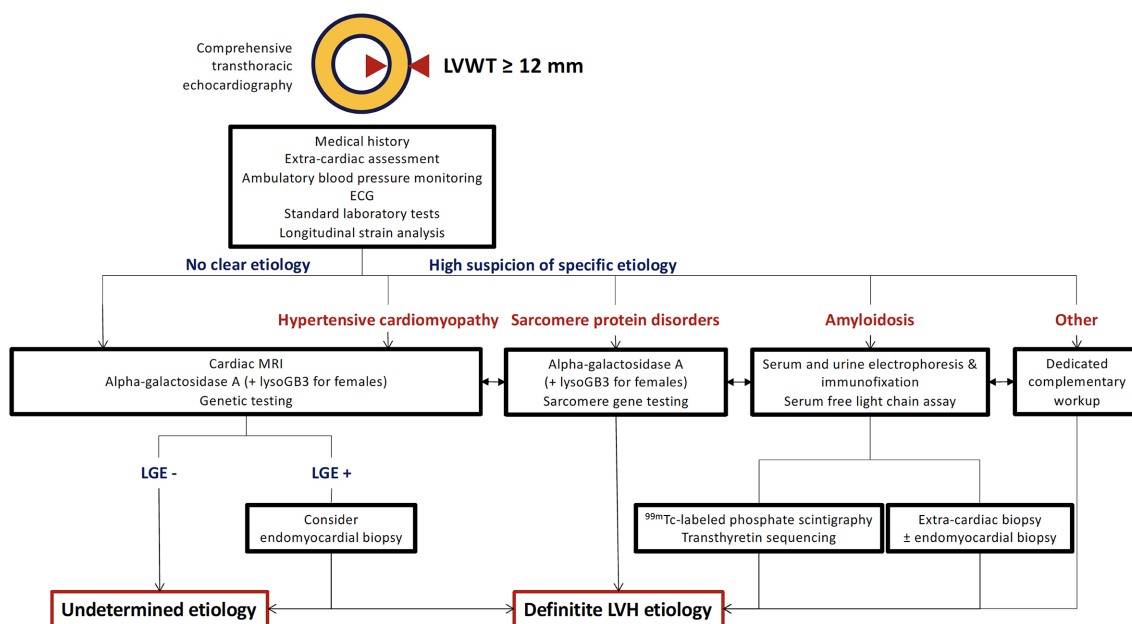 Comprehensive
transthoracic
echocardiography
LVWT ≥ 12 mm
Medical history
Extra-cardiac assessment
Ambulatory blood pressure monitoring
ECG
Standard laboratory tests
Longitudinal strain analysis
No clear etiology
High suspicion of specific etiology
Hypertensive cardiomyopathy
Sarcomere protein disorders
Amyloidosis
Other
Cardiac MRI
Alpha-galactosidase A (+ lysoGB3 for females)
Genetic testing
Alpha-galactosidase A
(+ lysoGB3 for females)
Sarcomere gene testing
Serum and urine electrophoresis &
immunofixation
Serum free light chain assay
Dedicated
complementary
workup
LGE -
LGE +
Consider
endomyocardial biopsy
⁹⁹ᵐTc-labeled phosphate scintigraphy
Transthyretin sequencing
Extra-cardiac biopsy
± endomyocardial biopsy
Undetermined etiology
Definitite LVH etiology